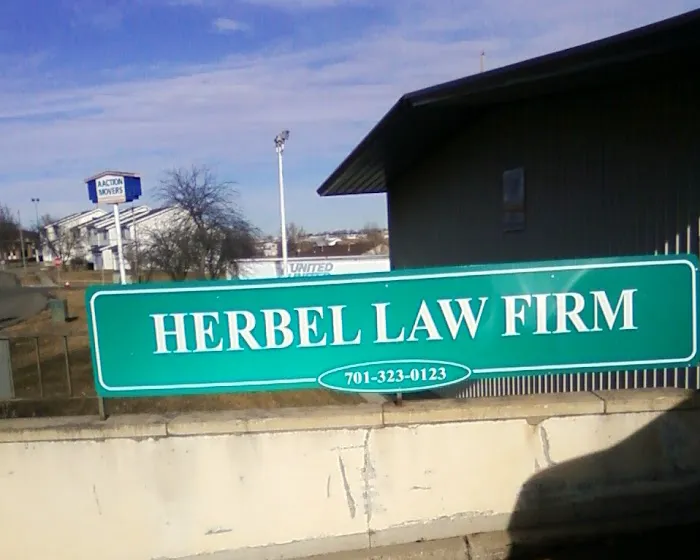 AACTION
MOVERS
UNITED
HERBEL LAW FIRM
701-323-0123